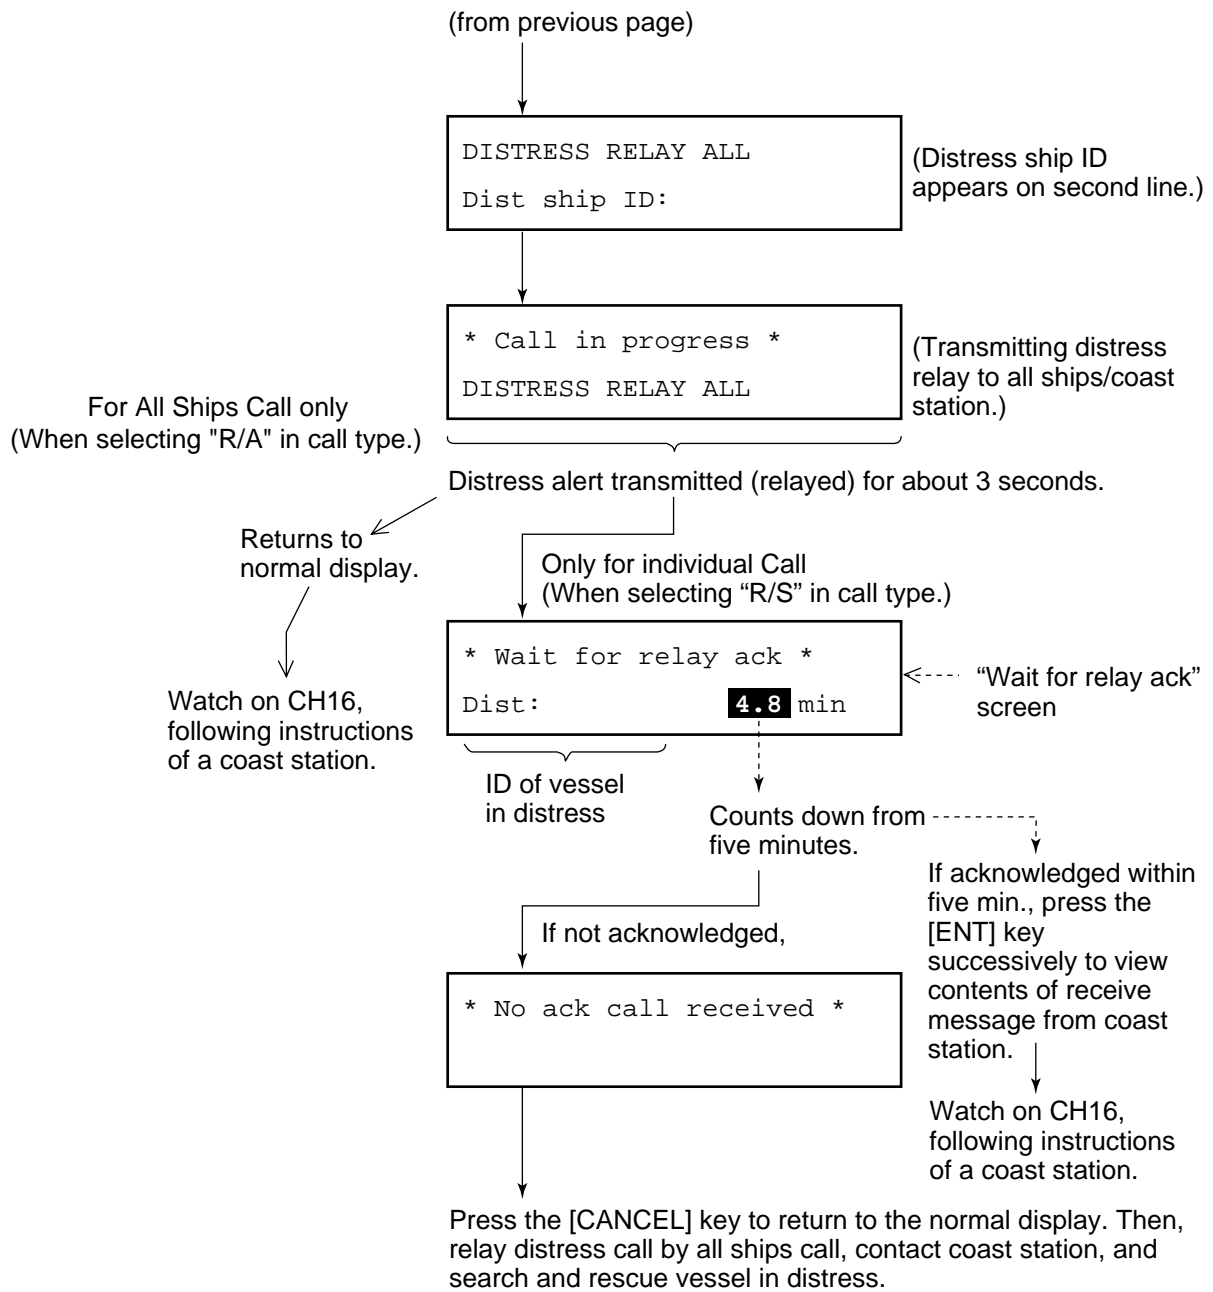 (from previous page)
DISTRESS RELAY ALL
Dist ship ID:
(Distress ship ID
appears on second line.)
* Call in progress *
DISTRESS RELAY ALL
(Transmitting distress
relay to all ships/coast
station.)
For All Ships Call only
(When selecting "R/A" in call type.)
Distress alert transmitted (relayed) for about 3 seconds.
Returns to
normal display.
Watch on CH16,
following instructions
of a coast station.
Only for individual Call
(When selecting “R/S” in call type.)
* Wait for relay ack *
Dist: 4.8 min
“Wait for relay ack”
screen
ID of vessel
in distress
Counts down from
five minutes.
If acknowledged within
five min., press the
[ENT] key
successively to view
contents of receive
message from coast
station.
Watch on CH16,
following instructions
of a coast station.
If not acknowledged,
* No ack call received *
Press the [CANCEL] key to return to the normal display. Then,
relay distress call by all ships call, contact coast station, and
search and rescue vessel in distress.